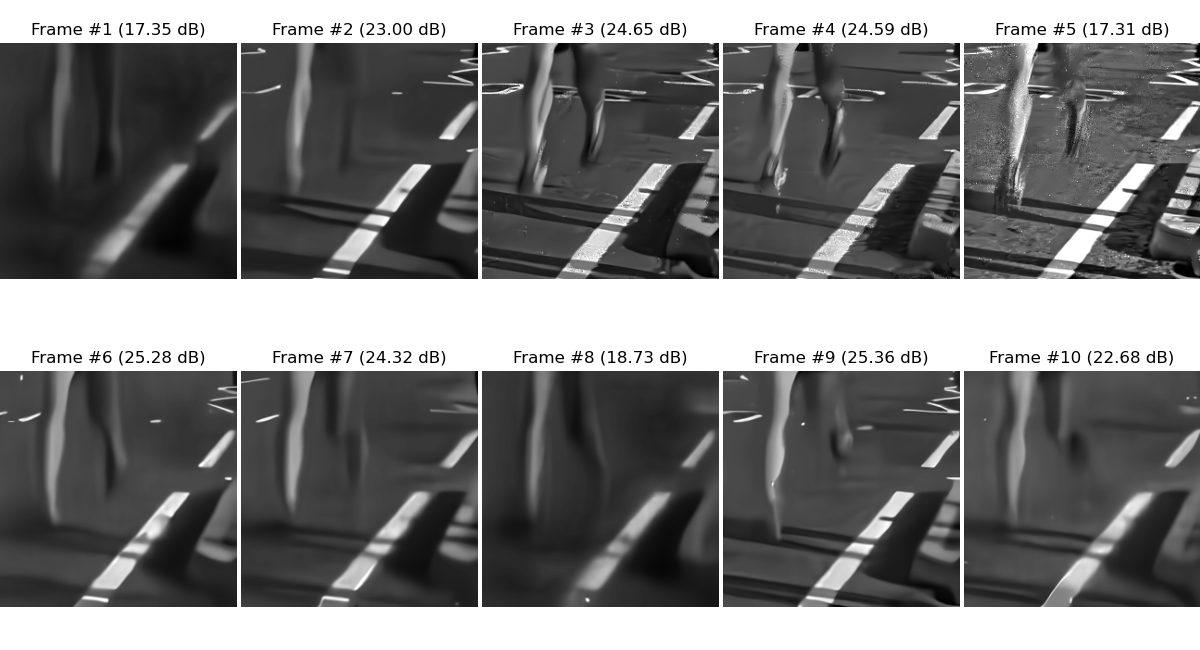 Frame #1 (17.35 dB)
Frame #2 (23.00 dB)
Frame #3 (24.65 dB)
Frame #4 (24.59 dB)
Frame #5 (17.31 dB)
Frame #6 (25.28 dB)
Frame #7 (24.32 dB)
Frame #8 (18.73 dB)
Frame #9 (25.36 dB)
Frame #10 (22.68 dB)